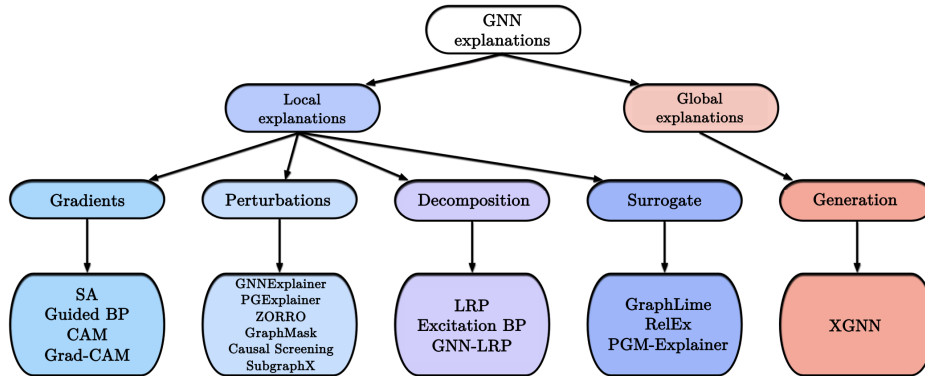 GNN
explanations
Local
explanations
Global
explanations
Gradients
Perturbations
Decomposition
Surrogate
Generation
SA
Guided BP
CAM
Grad-CAM
GNNExplainer
PGExplainer
ZORRO
GraphMask
Causal Screening
SubgraphX
LRP
Excitation BP
GNN-LRP
GraphLime
RelEx
PGM-Explainer
XGNN